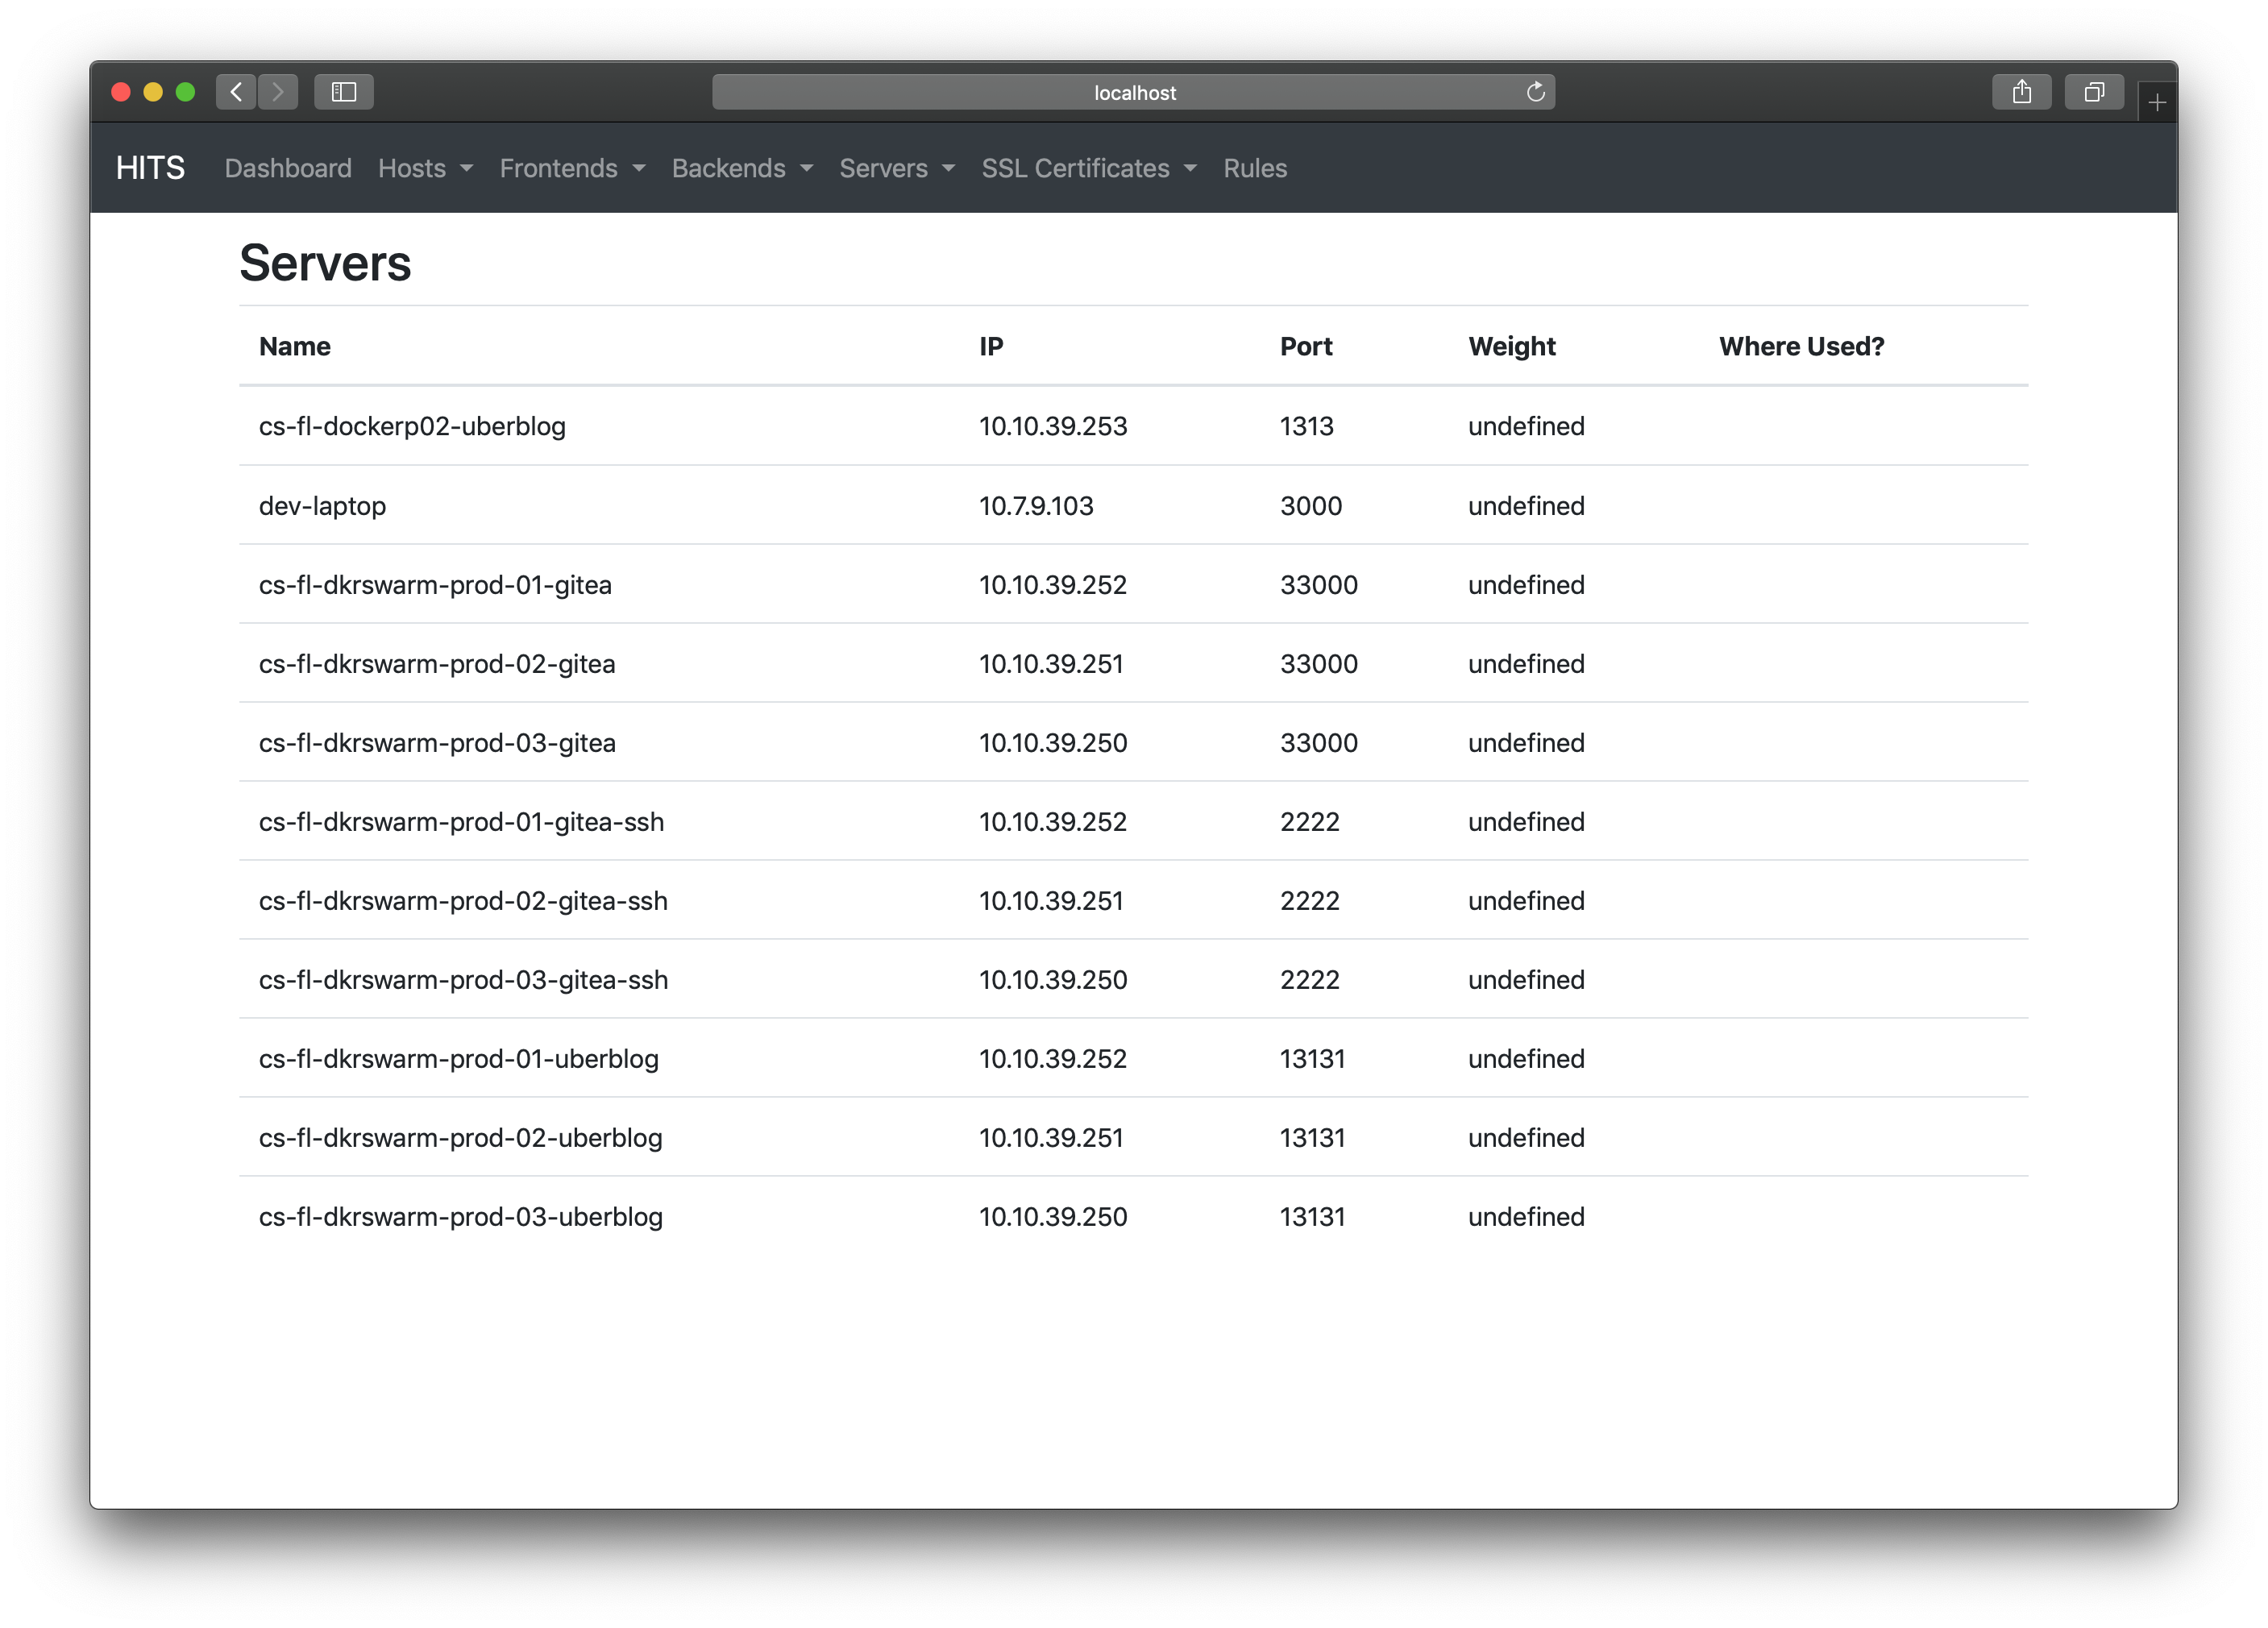 localhost
HITS Dashboard Hosts Frontends Backends Servers SSL Certificates Rules
Servers
Name IP Port Weight Where Used?
cs-fl-dockerp02-uberblog 10.10.39.253 1313 undefined
dev-laptop 10.7.9.103 3000 undefined
cs-fl-dkrswarm-prod-01-gitea 10.10.39.252 33000 undefined
cs-fl-dkrswarm-prod-02-gitea 10.10.39.251 33000 undefined
cs-fl-dkrswarm-prod-03-gitea 10.10.39.250 33000 undefined
cs-fl-dkrswarm-prod-01-gitea-ssh 10.10.39.252 2222 undefined
cs-fl-dkrswarm-prod-02-gitea-ssh 10.10.39.251 2222 undefined
cs-fl-dkrswarm-prod-03-gitea-ssh 10.10.39.250 2222 undefined
cs-fl-dkrswarm-prod-01-uberblog 10.10.39.252 13131 undefined
cs-fl-dkrswarm-prod-02-uberblog 10.10.39.251 13131 undefined
cs-fl-dkrswarm-prod-03-uberblog 10.10.39.250 13131 undefined